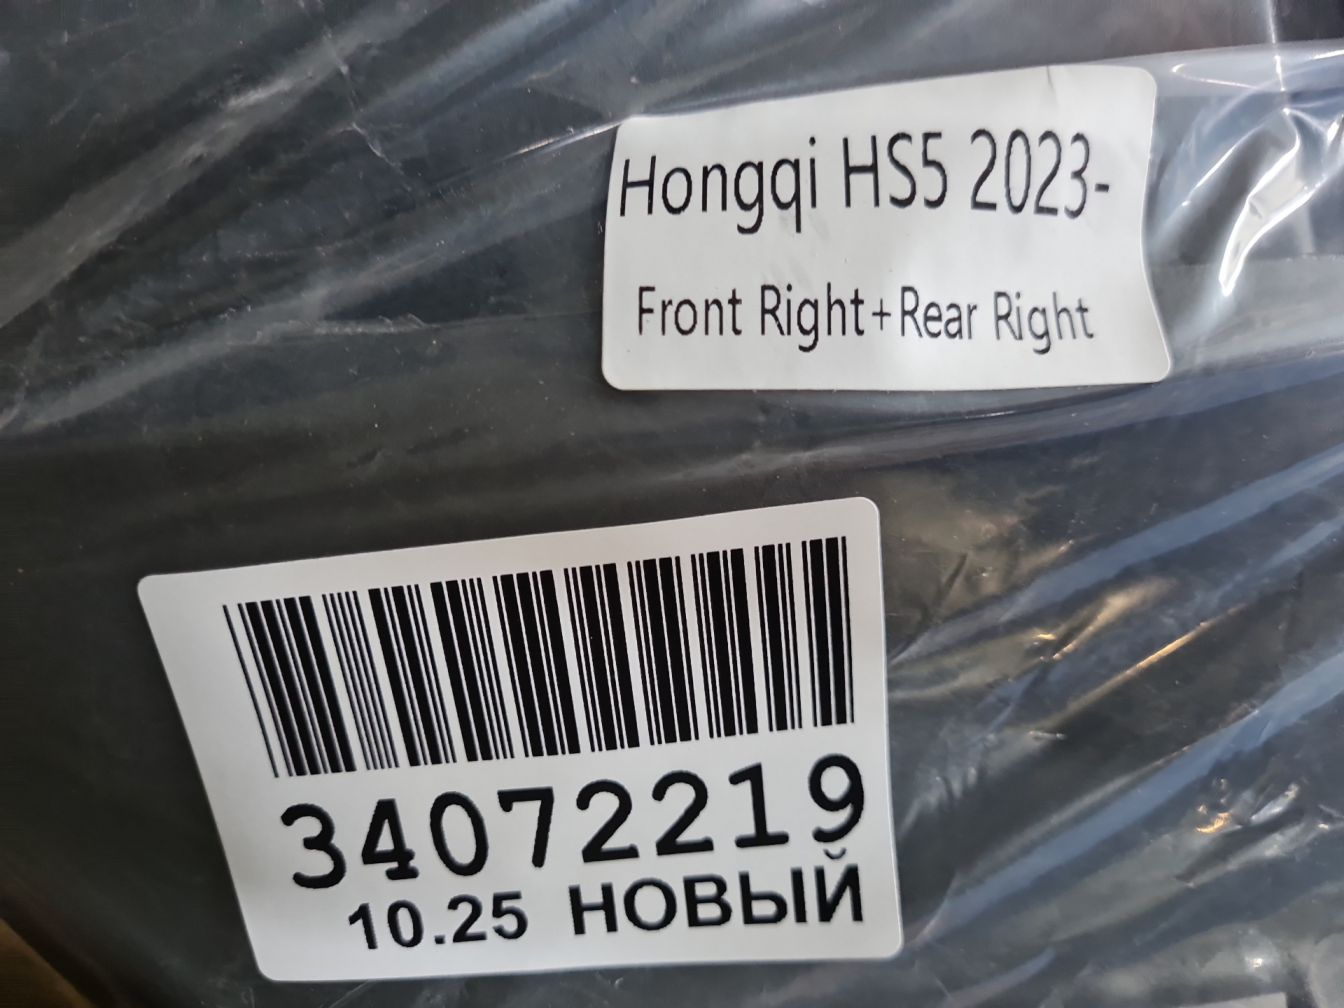 Hongqi HS5 2023-
Front Right+Rear Right
34072219
10.25 НОВЫЙ